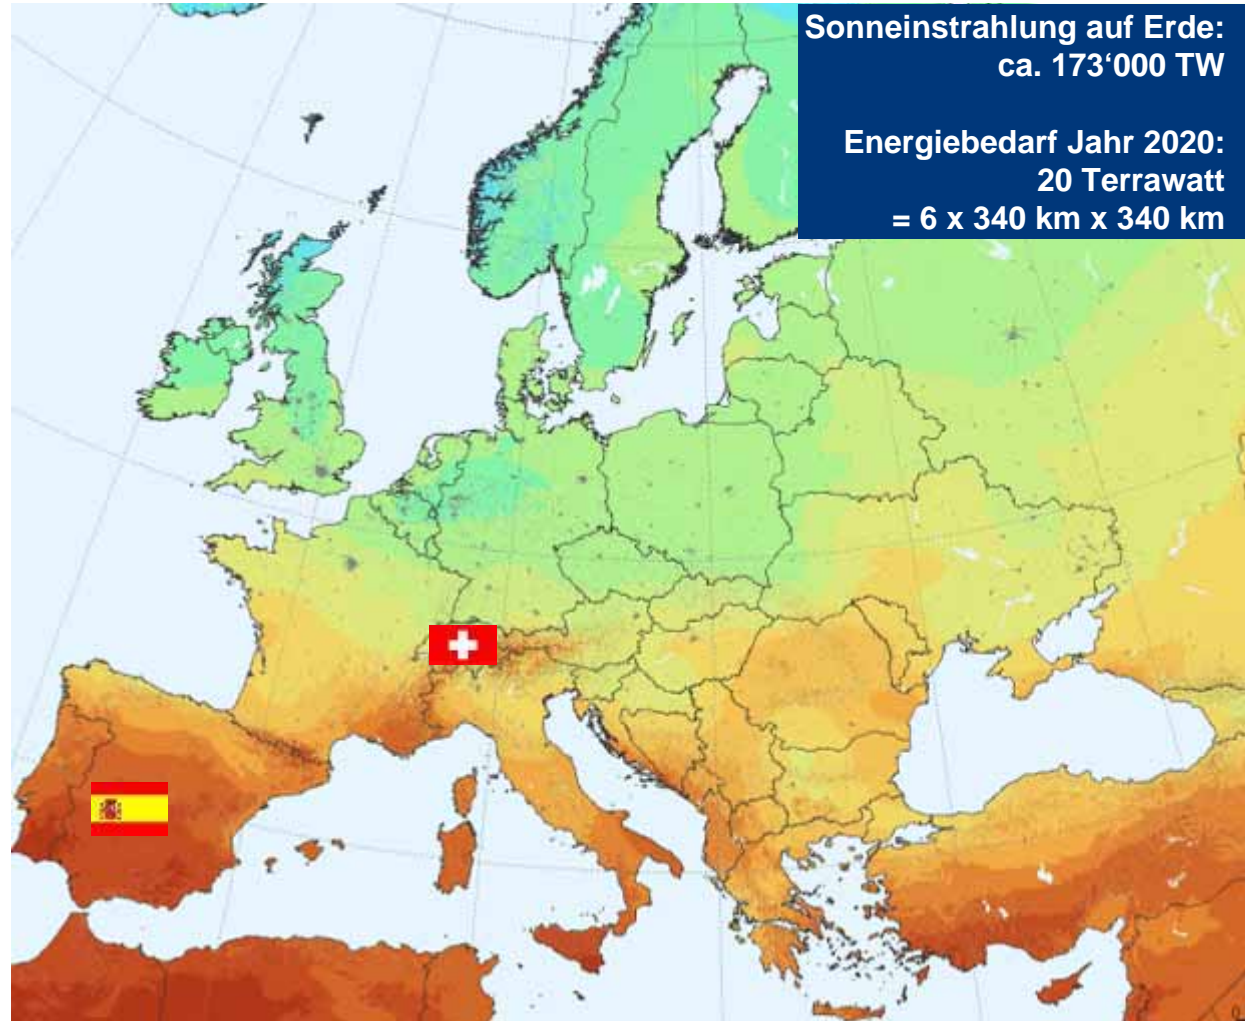 Sonneinstrahlung auf Erde:
ca. 173‘000 TW
Energiebedarf Jahr 2020:
20 Terrawatt
= 6 x 340 km x 340 km